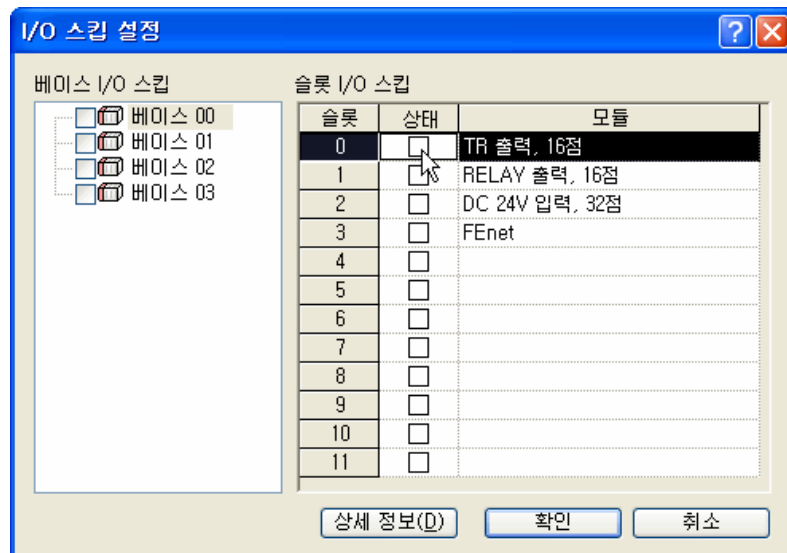 I/O 스킵 설정
베이스 I/O 스킵
베이스 00
베이스 01
베이스 02
베이스 03
슬롯 I/O 스킵
슬롯 상태 모듈
0 TR 출력, 16점
1 RELAY 출력, 16점
2 DC 24V 입력, 32점
3 FEnet
4
5
6
7
8
9
10
11
상세 정보(D) 확인 취소